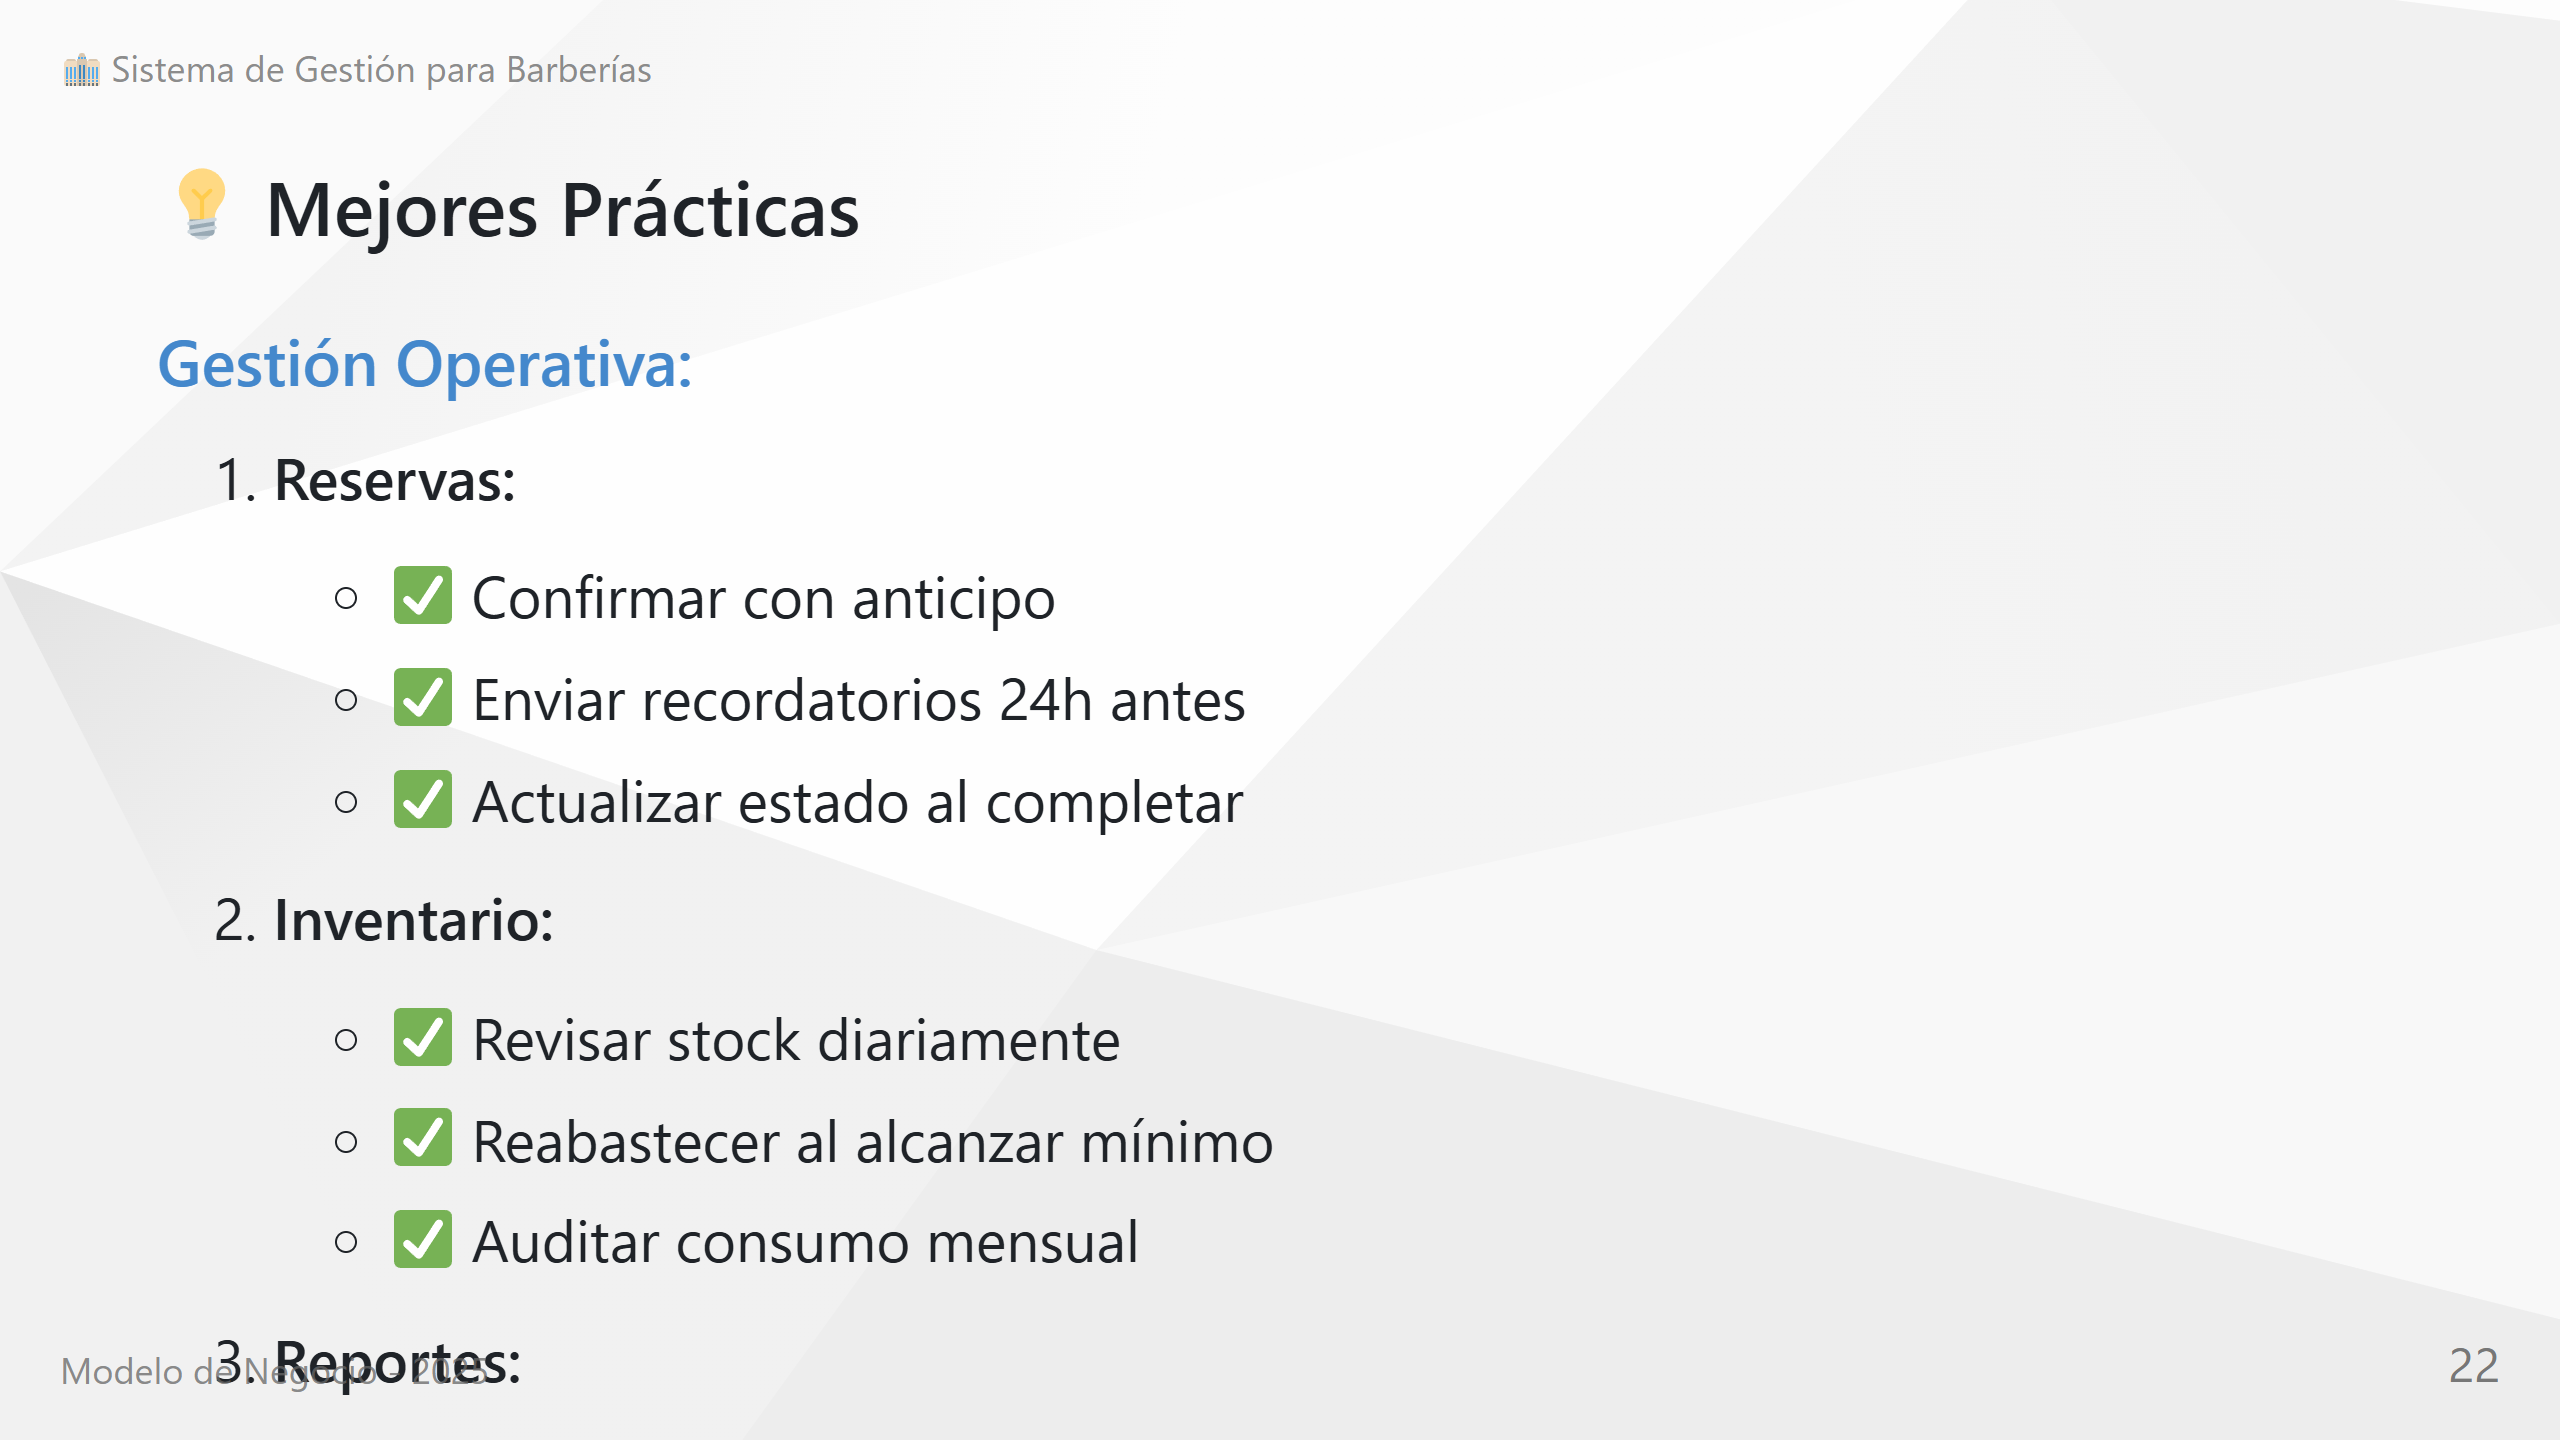 Sistema de Gestión para Barberías
Mejores Prácticas
Gestión Operativa:
1. Reservas:
Confirmar con anticipo
Enviar recordatorios 24h antes
Actualizar estado al completar
2. Inventario:
Revisar stock diariamente
Reabastecer al alcanzar mínimo
Auditar consumo mensual
3. Reportes:
Modelo de Negocio - 2025
22